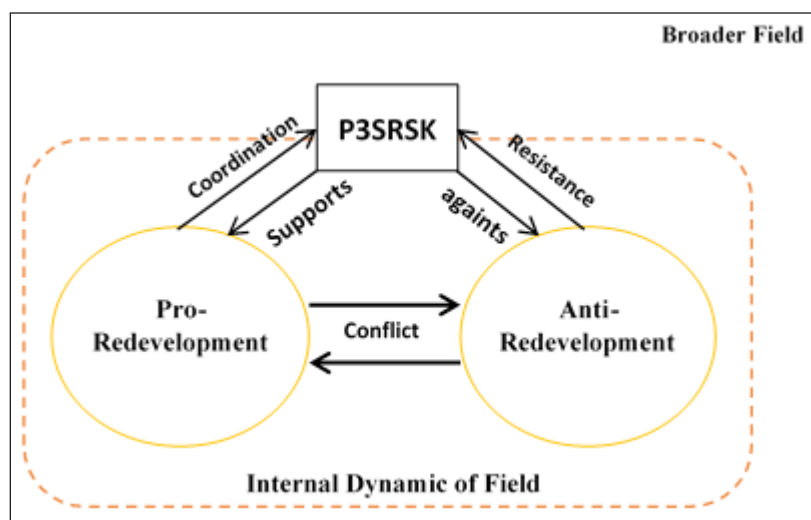 Broader Field
P3SRSK
Coordination
Supports
againts
Resistance
Pro-
Redevelopment
Conflict
Anti-
Redevelopment
Internal Dynamic of Field